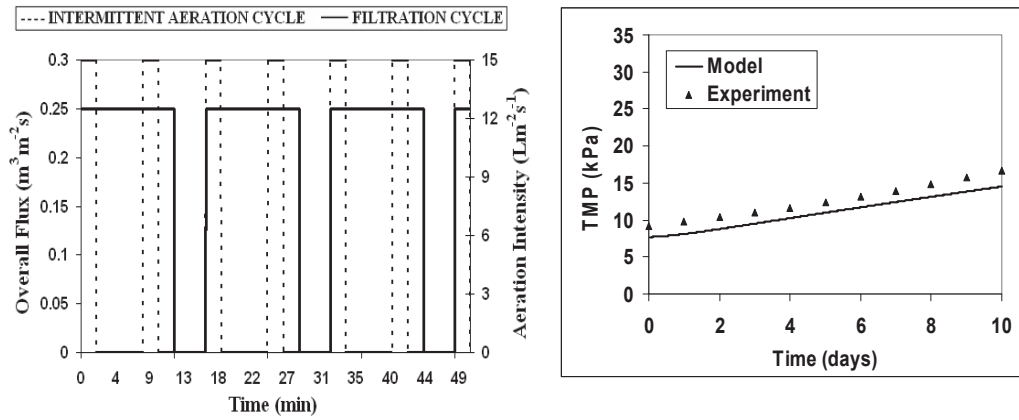 INTERMITTENT AERATION CYCLE FILTRATION CYCLE
Overall Flux (m³m⁻²s)
0.3
0.25
0.2
0.15
0.1
0.05
0
15
12
9
6
3
0
Aeration Intensity (Lm⁻²s⁻¹)
0 4 9 13 18 22 27 31 35 40 44 49
Time (min)
TMP (kPa)
35
30
25
20
15
10
5
0
Model
Experiment
0 2 4 6 8 10
Time (days)